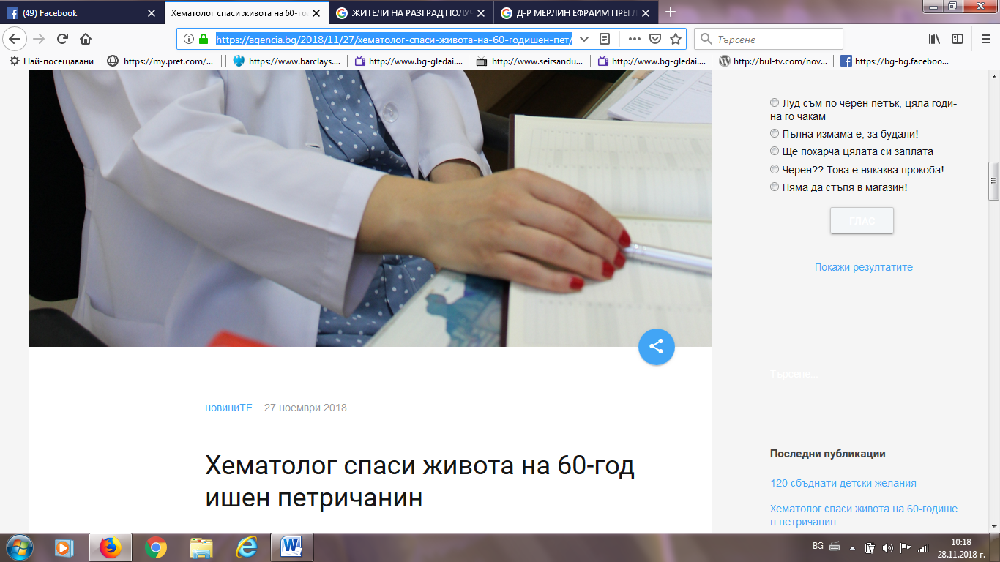 (49) Facebook
Хематолог спаси живота на 60-го
ЖИТЕЛИ НА РАЗГРАД ПОЛУЧ
Д-Р МЕРЛИН ЕФРАИМ ПРЕГЛ
https://agencia.bg/2018/11/27/хематолог-спаси-живота-на-60-годишен-пет/
Търсене
Най-посещавани
https://my.pret.com/...
https://www.barclays....
http://www.bg-gledai....
http://www.seirsandu...
http://www.bg-gledai....
http://bul-tv.com/nov...
https://bg-bg.faceboo...
Луд съм по черен петък, цяла годи-
на го чакам
Пълна измама е, за будали!
Ще похарча цялата си заплата
Черен?? Това е някаква прокоба!
Няма да стъпя в магазин!
ГЛАС
Покажи резултатите
Търсене...
новиниТЕ 27 ноември 2018
Хематолог спаси живота на 60-год
ишен петричанин
Последни публикации
120 сбъднати детски желания
Хематолог спаси живота на 60-годише
н петричанин
BG
10:18
28.11.2018 г.